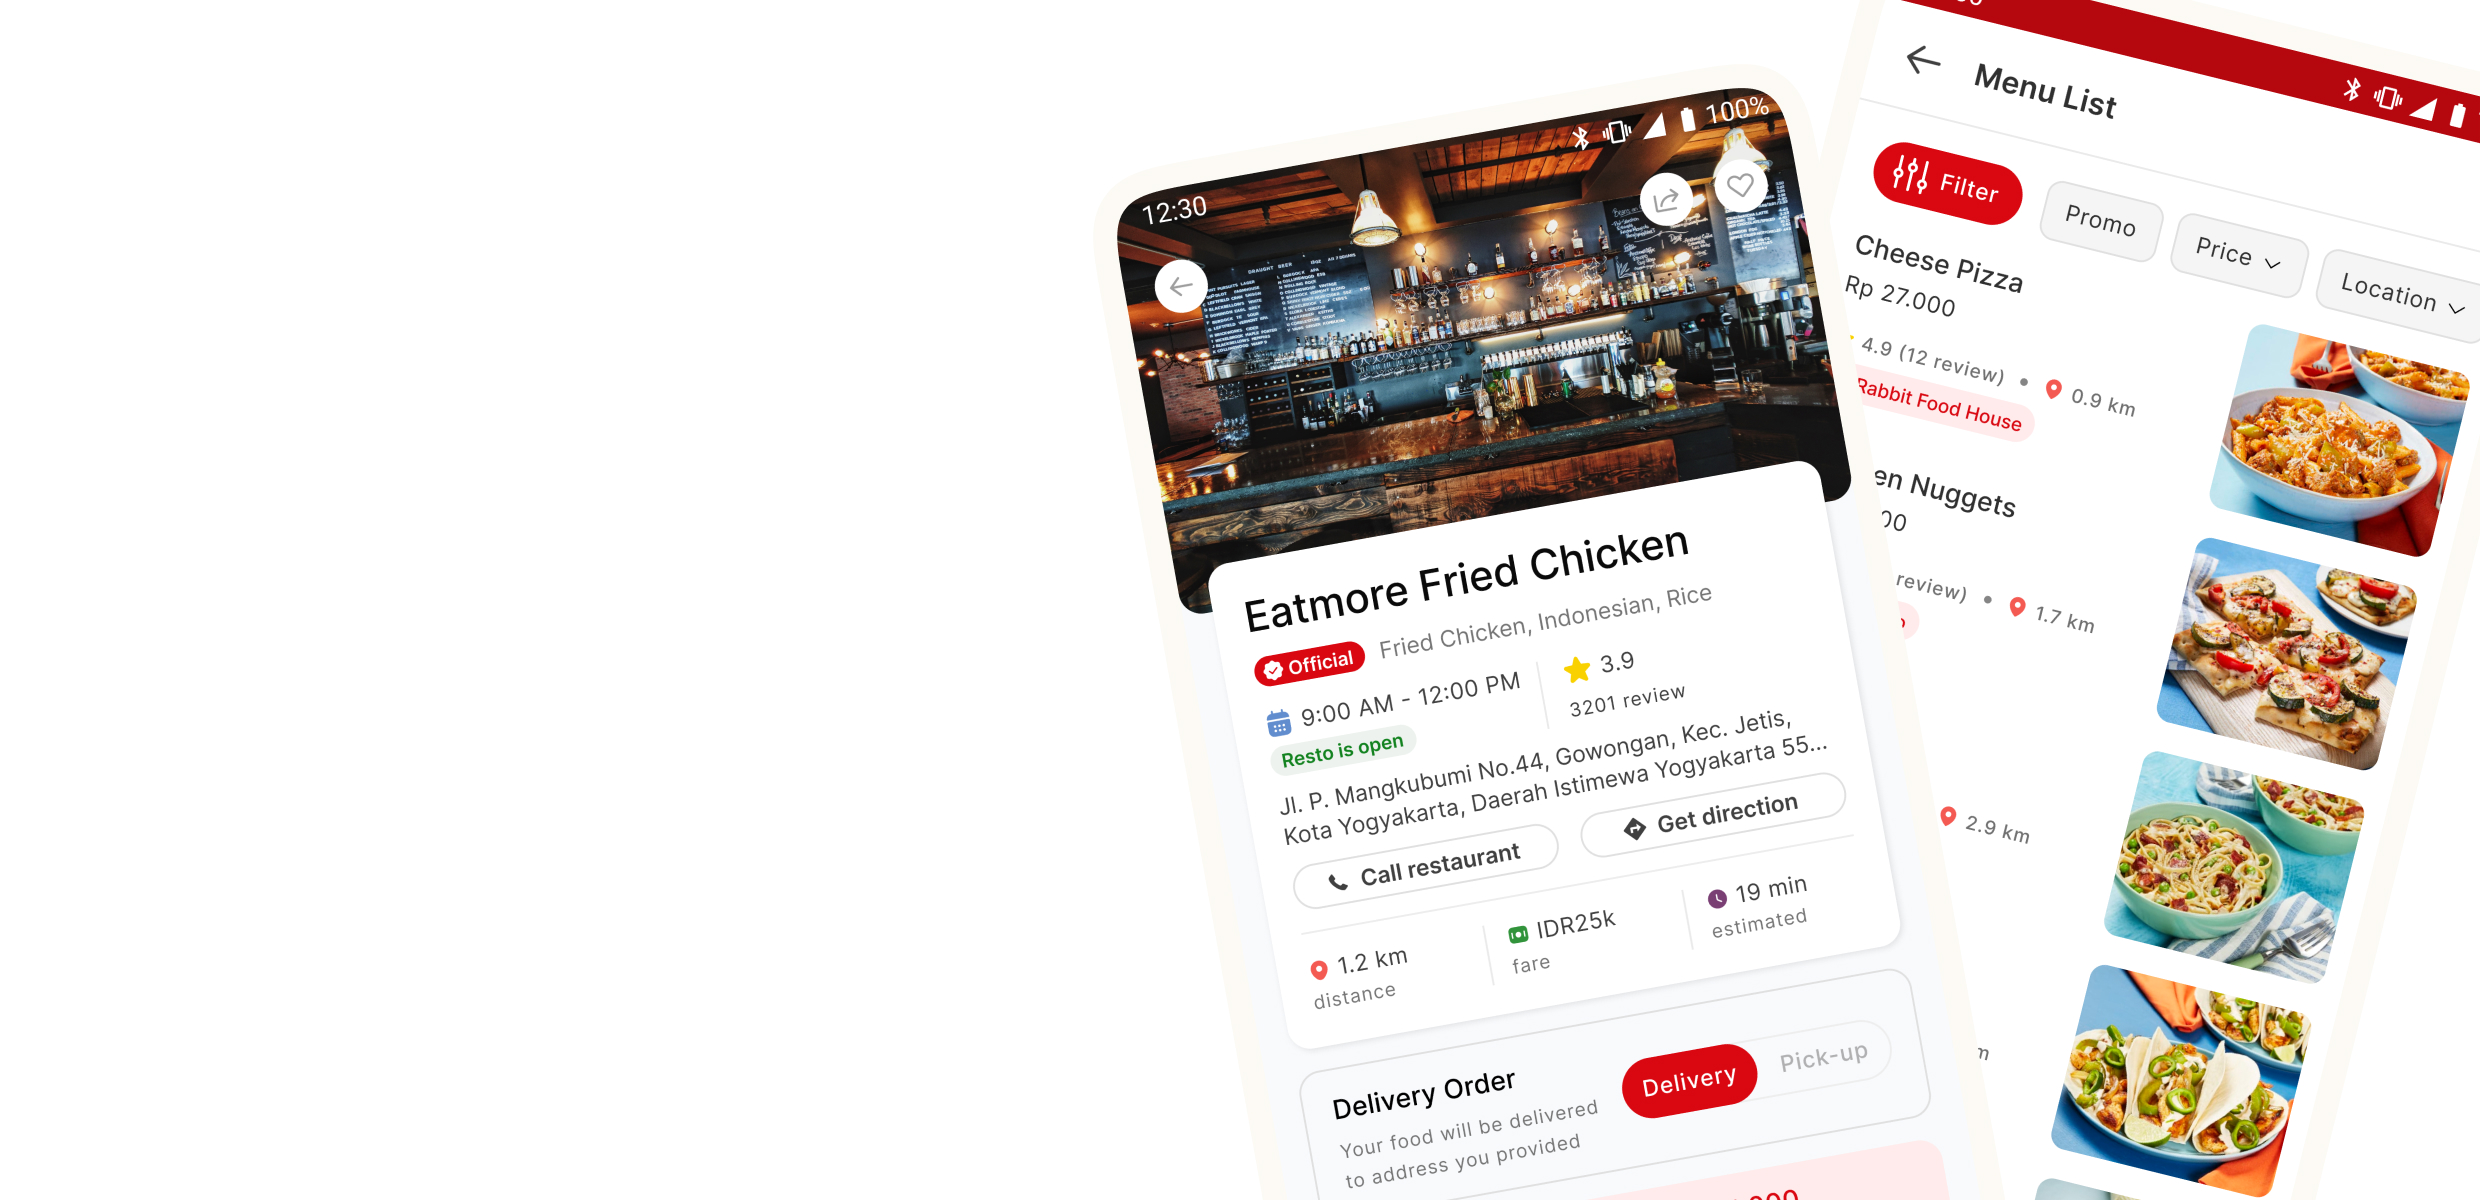 12:30
100%
DRAUGHT BEER
Eatmore Fried Chicken
Official
Fried Chicken, Indonesian, Rice
9:00 AM - 12:00 PM
Resto is open
3.9
3201 review
Jl. P. Mangkubumi No.44, Gowongan, Kec. Jetis,
Kota Yogyakarta, Daerah Istimewa Yogyakarta 55...
Call restaurant
Get direction
1.2 km
distance
IDR25k
fare
19 min
estimated
Delivery Order
Your food will be delivered
to address you provided
Delivery
Pick-up
Menu List
Filter
Promo
Price
Location
Cheese Pizza
Rp 27.000
4.9 (12 review) • 0.9 km
Rabbit Food House
en Nuggets
00
review) • 1.7 km
2.9 km
m